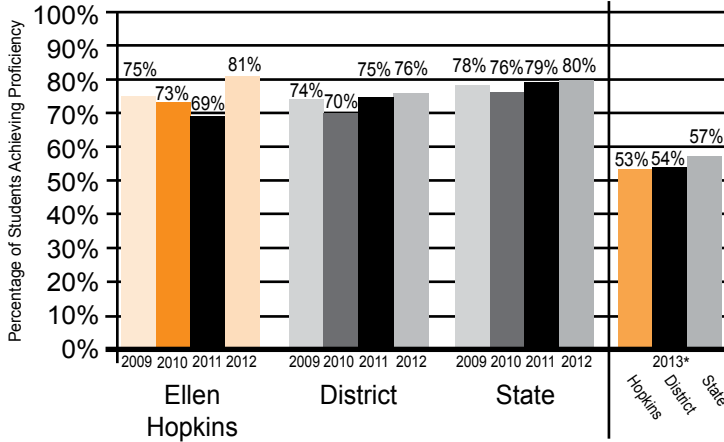 Percentage of Students Achieving Proficiency
100%
90%
80%
70%
60%
50%
40%
30%
20%
10%
0%
75% 73% 69% 81%
74% 70% 75% 76%
78% 76% 79% 80%
53% 54% 57%
2009 2010 2011 2012
2009 2010 2011 2012
2009 2010 2011 2012
2013*
Ellen
Hopkins
District
State
Hopkins
District
State